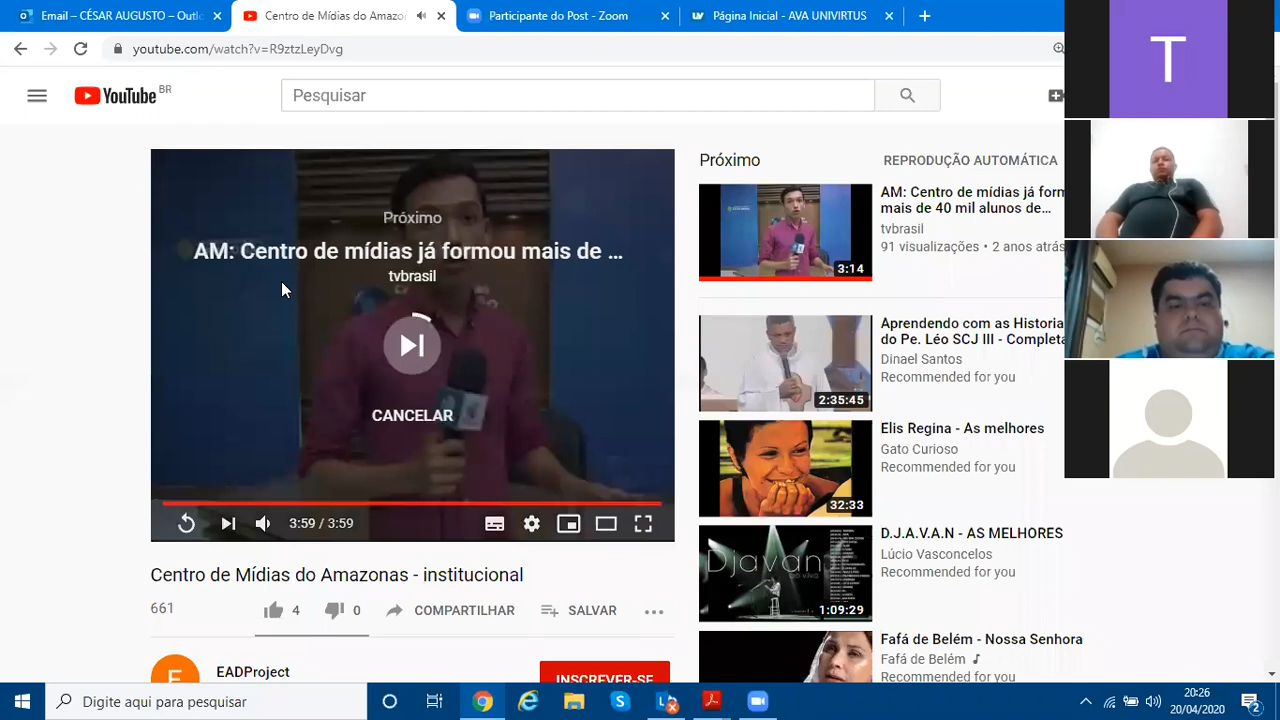 Email – CÉSAR AUGUSTO – Outlo
Centro de Mídias do Amazo
Participante do Post - Zoom
LV Página Inicial - AVA UNIVIRTUS
youtube.com/watch?v=R9ztzLeyDvg
YouTube BR
Pesquisar
T
Próximo
REPRODUÇÃO AUTOMÁTICA
Próximo
AM: Centro de mídias já formou mais de ...
tvbrasil
CANCELAR
3:59 / 3:59
AM: Centro de mídias já form
mais de 40 mil alunos de...
tvbrasil
91 visualizações • 2 anos atrás
3:14
Aprendendo com as Historia
do Pe. Léo SCJ III - Completa
Dinael Santos
Recommended for you
2:35:45
Elis Regina - As melhores
Gato Curioso
Recommended for you
32:33
D.J.A.V.A.N - AS MELHORES
Lúcio Vasconcelos
Recommended for you
Djavan
AO VIVO
1:09:29
Fafá de Belém - Nossa Senhora
Fafá de Belém
Recommended for you
entro de Mídias do Amazonas - institucional
661
4
0
COMPARTILHAR
SALVAR
E
EADProject
INSCREVER-SE
Digite aqui para pesquisar
20:26
20/04/2020
2